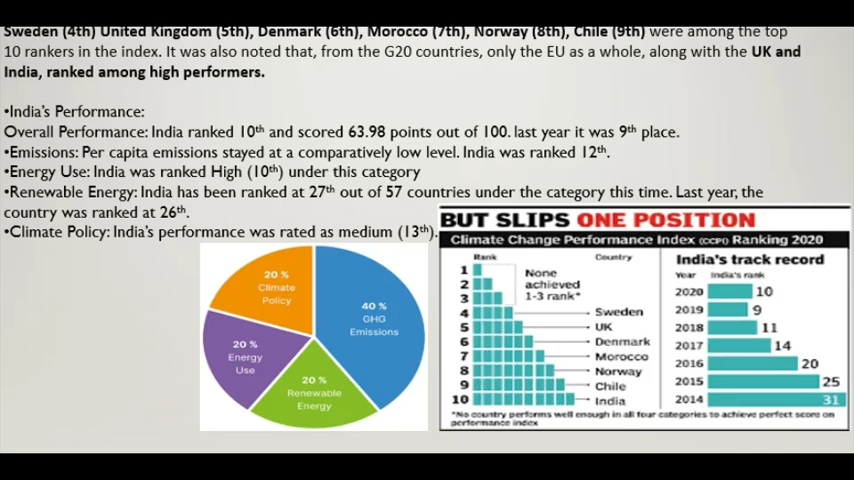 Sweden (4th) United Kingdom (5th), Denmark (6th), Morocco (7th), Norway (8th), Chile (9th) were among the top
10 rankers in the index. It was also noted that, from the G20 countries, only the EU as a whole, along with the UK and
India, ranked among high performers.
•India's Performance:
Overall Performance: India ranked 10th and scored 63.98 points out of 100. last year it was 9th place.
•Emissions: Per capita emissions stayed at a comparatively low level. India was ranked 12th.
•Energy Use: India was ranked High (10th) under this category
•Renewable Energy: India has been ranked at 27th out of 57 countries under the category this time. Last year, the
country was ranked at 26th.
•Climate Policy: India's performance was rated as medium (13th).
20 %
Climate
Policy
40 %
GHG
Emissions
20 %
Energy
Use
20 %
Renewable
Energy
BUT SLIPS ONE POSITION
Climate Change Performance Index (CCPI) Ranking 2020
Rank Country
1
2
3
None
achieved
1-3 rank*
4 Sweden
5 UK
6 Denmark
7 Morocco
8 Norway
9 Chile
10 India
India's track record
Year India's rank
2020 10
2019 9
2018 11
2017 14
2016 20
2015 25
2014 31
*No country performs well enough in all four categories to achieve perfect score on
performance index